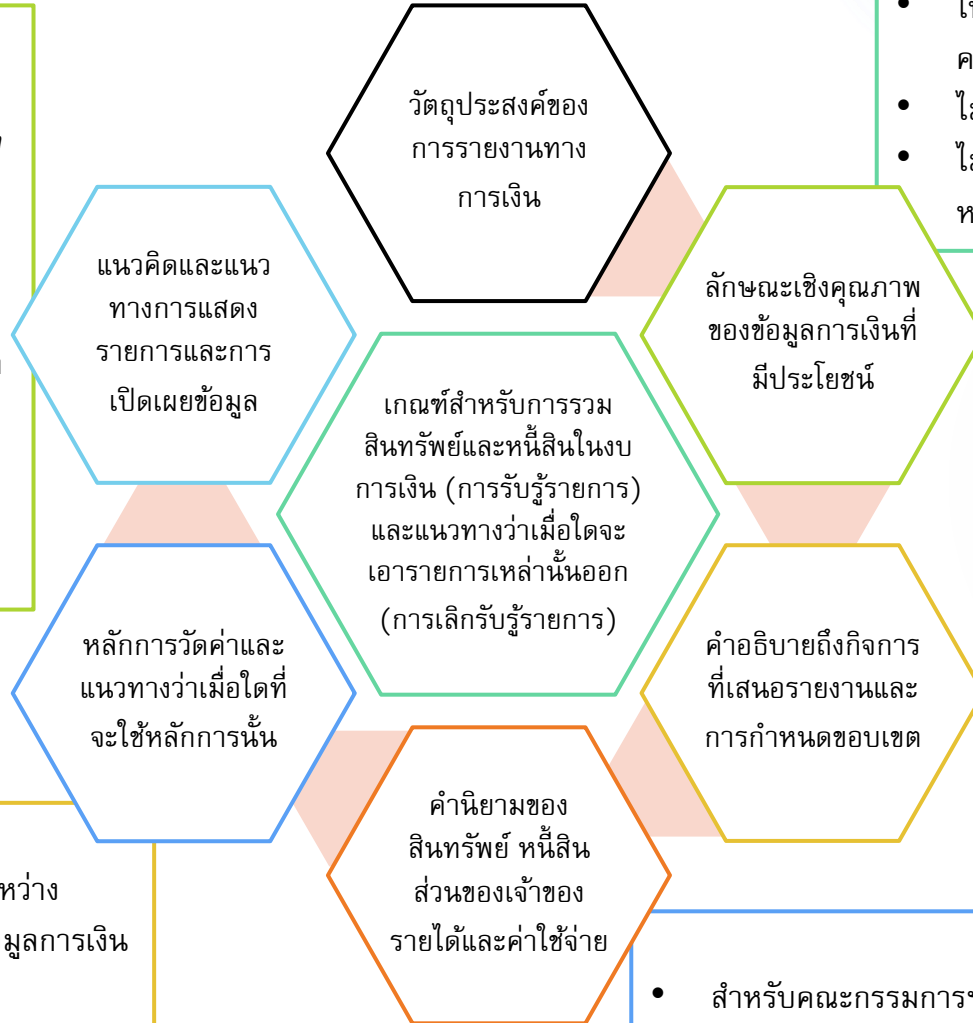 วัตถุประสงค์ของ
การรายงานทาง
การเงิน
ลักษณะเชิงคุณภาพ
ของข้อมูลการเงินที่
มีประโยชน์
คำอธิบายถึงกิจการ
ที่เสนอรายงานและ
การกำหนดขอบเขต
คำนิยามของ
สินทรัพย์ หนี้สิน
ส่วนของเจ้าของ
รายได้และค่าใช้จ่าย
หลักการวัดค่าและ
แนวทางว่าเมื่อใดที่
จะใช้หลักการนั้น
แนวคิดและแนว
ทางการแสดง
รายการและการ
เปิดเผยข้อมูล
เกณฑ์สำหรับการรวม
สินทรัพย์และหนี้สินในงบ
การเงิน (การรับรู้รายการ)
และแนวทางว่าเมื่อใดจะ
เอารายการเหล่านั้นออก
(การเลิกรับรู้รายการ)
หว่าง
มูลการเงิน
• สำหรับคณะกรรมการ